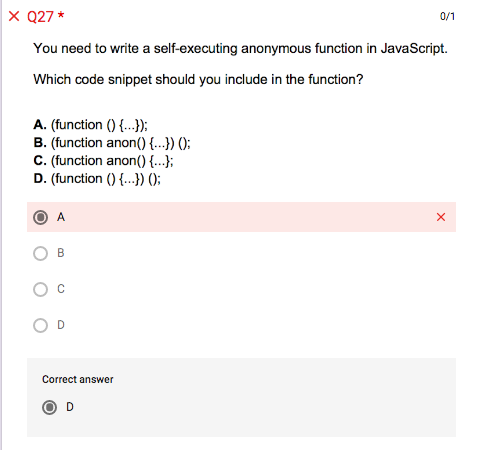 × Q27 *
0/1
You need to write a self-executing anonymous function in JavaScript.
Which code snippet should you include in the function?
A. (function () {...});
B. (function anon() {...}) ();
C. (function anon() {...};
D. (function () {...}) ();
A
B
C
D
Correct answer
D